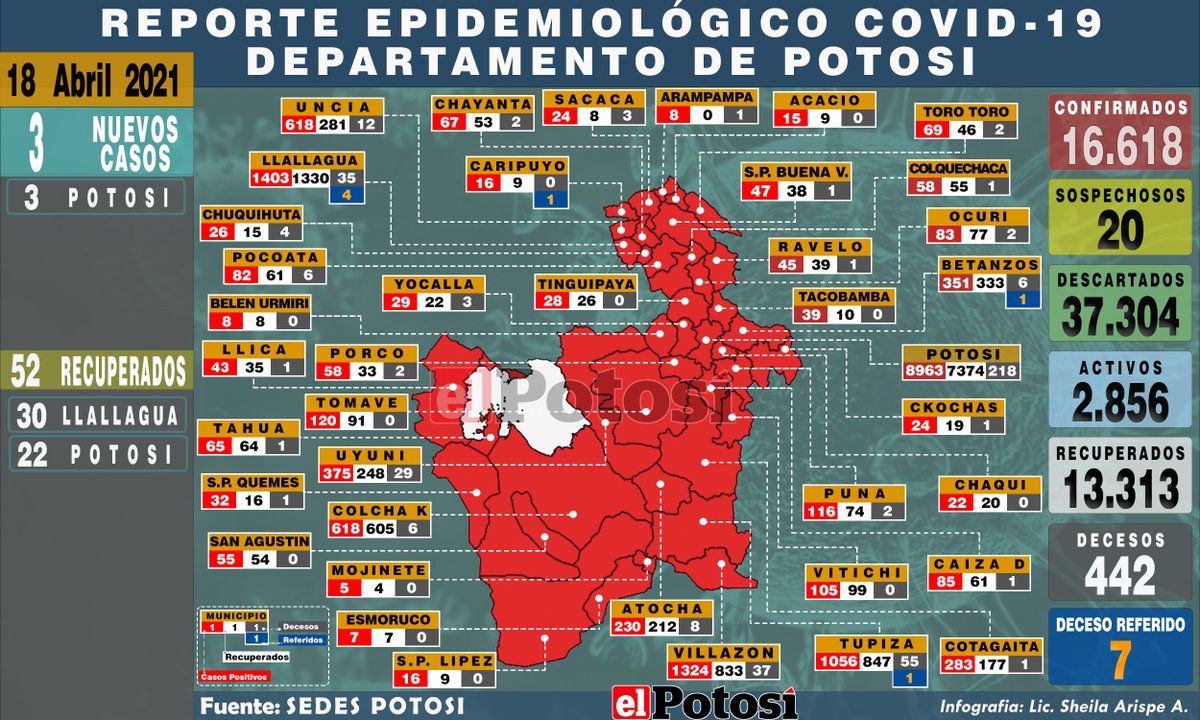 REPORTE EPIDEMIOLÓGICO COVID-19
DEPARTAMENTO DE POTOSI
18 Abril 2021
3 NUEVOS CASOS
3 POTOSI
52 RECUPERADOS
30 LLALLAGUA
22 POTOSI
UNCIA
618 281 12
CHAYANTA
67 53 2
SACACA
24 8 3
ARAMPAMPA
8 0 1
ACACIO
15 9 0
TORO TORO
69 46 2
LLALLAGUA
1403 1330 35
4
CARIPUYO
16 9 0
1
S.P. BUENA V.
47 38 1
COLQUECHACA
58 55 1
CHUQUIHUTA
26 15 4
OCURI
83 77 2
POCOATA
82 61 6
RAVELO
45 39 1
YOCALLA
29 22 3
TINGUIPAYA
28 26 0
BETANZOS
351 333 6
1
BELEN URMIRI
8 8 0
TACOBAMBA
39 10 0
LLICA
43 35 1
PORCO
58 33 2
POTOSI
8963 7374 218
TOMAVE
120 91 0
CKOCHAS
24 19 1
TAHUA
65 64 1
UYUNI
375 248 29
S.P. QUEMES
32 16 1
PUNA
116 74 2
CHAQUI
22 20 0
COLCHA K
618 605 6
SAN AGUSTIN
55 54 0
MOJINETE
5 4 0
VITICHI
105 99 0
CAIZA D
85 61 1
ESMORUCO
7 7 0
ATOCHA
230 212 8
S.P. LIPEZ
16 9 0
VILLAZON
1324 833 37
TUPIZA
1056 847 55
1
COTAGAITA
283 177 1
el Potosí
MUNICIPIO
1 1 1
1
Decesos
Referidos
Recuperados
Casos Positivos
CONFIRMADOS
16.618
SOSPECHOSOS
20
DESCARTADOS
37.304
ACTIVOS
2.856
RECUPERADOS
13.313
DECESOS
442
DECESO REFERIDO
7
Fuente: SEDES POTOSI
el Potosí
Infografia: Lic. Sheila Arispe A.